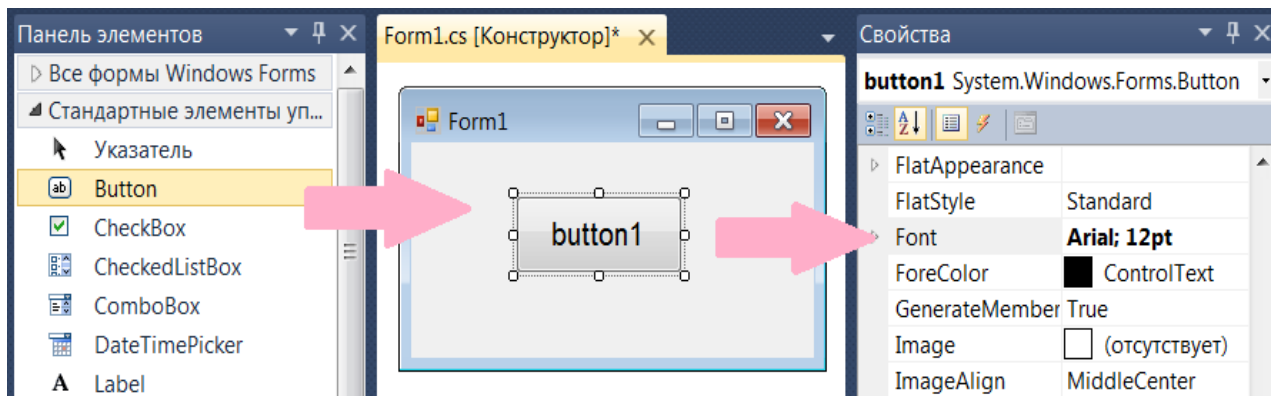 Панель элементов
Все формы Windows Forms
Стандартные элементы уп...
Указатель
ab Button
CheckBox
CheckedListBox
ComboBox
DateTimePicker
A Label
Form1.cs [Конструктор]*
Form1
button1
Свойства
button1 System.Windows.Forms.Button
FlatAppearance
FlatStyle Standard
Font Arial; 12pt
ForeColor ControlText
GenerateMember True
Image (отсутствует)
ImageAlign MiddleCenter